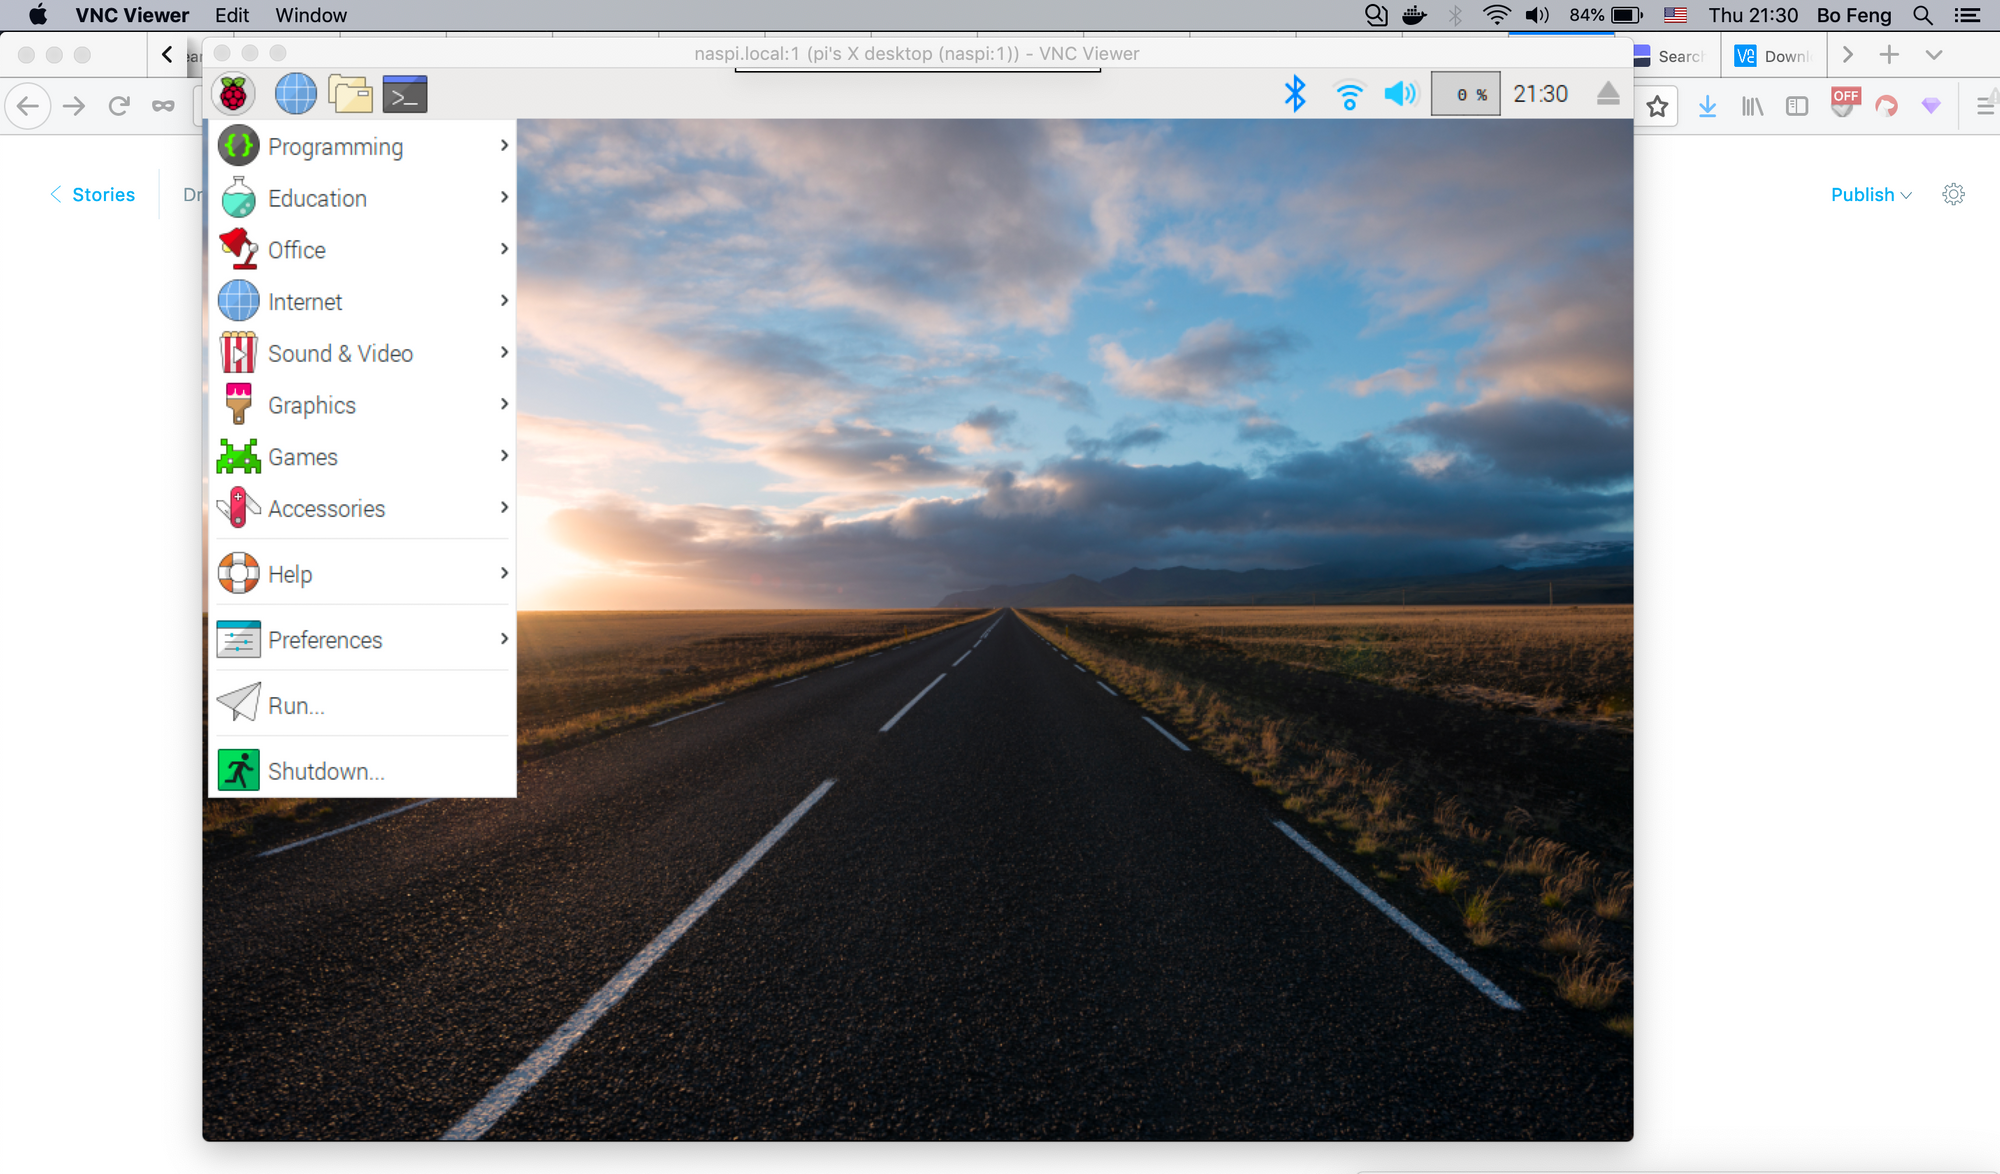 VNC Viewer Edit Window 84% Thu 21:30 Bo Feng
naspi.local:1 (pi's X desktop (naspi:1)) - VNC Viewer
Search
Downl
0 % 21:30
OFF
Programming
Education
Office
Internet
Sound & Video
Graphics
Games
Accessories
Help
Preferences
Run...
Shutdown...
Stories
Dr
Publish